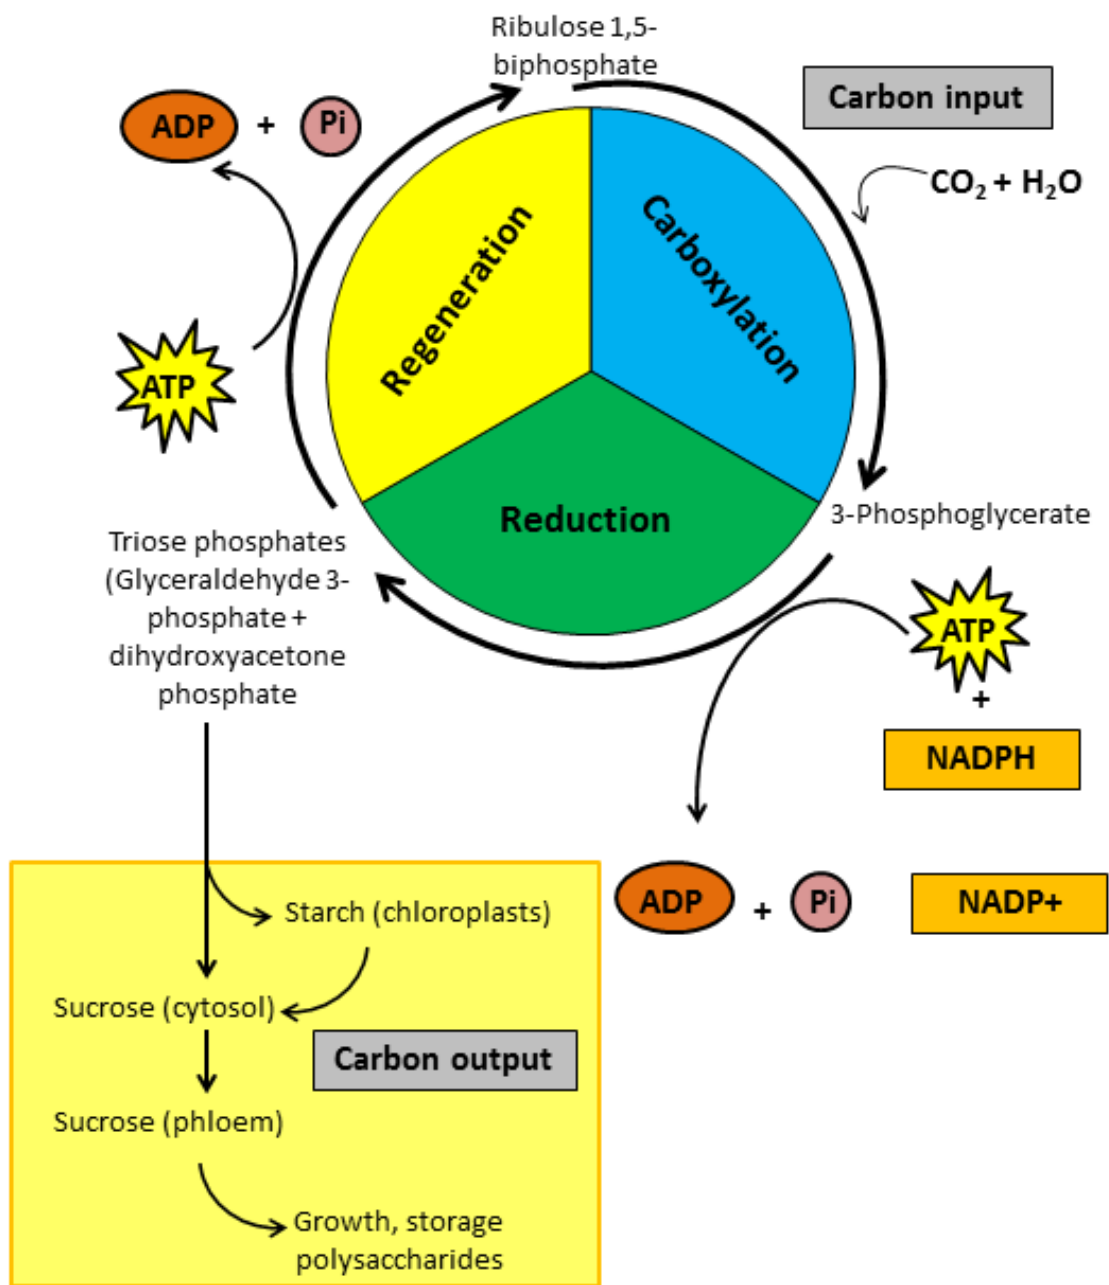 Ribulose 1,5-
biphosphate
Carbon input
ADP + Pi
CO₂ + H₂O
Carboxylation
Regeneration
ATP
Reduction
3-Phosphoglycerate
Triose phosphates
(Glyceraldehyde 3-
phosphate +
dihydroxyacetone
phosphate
ATP
+
NADPH
ADP + Pi
NADP+
Starch (chloroplasts)
Sucrose (cytosol)
Carbon output
Sucrose (phloem)
Growth, storage
polysaccharides